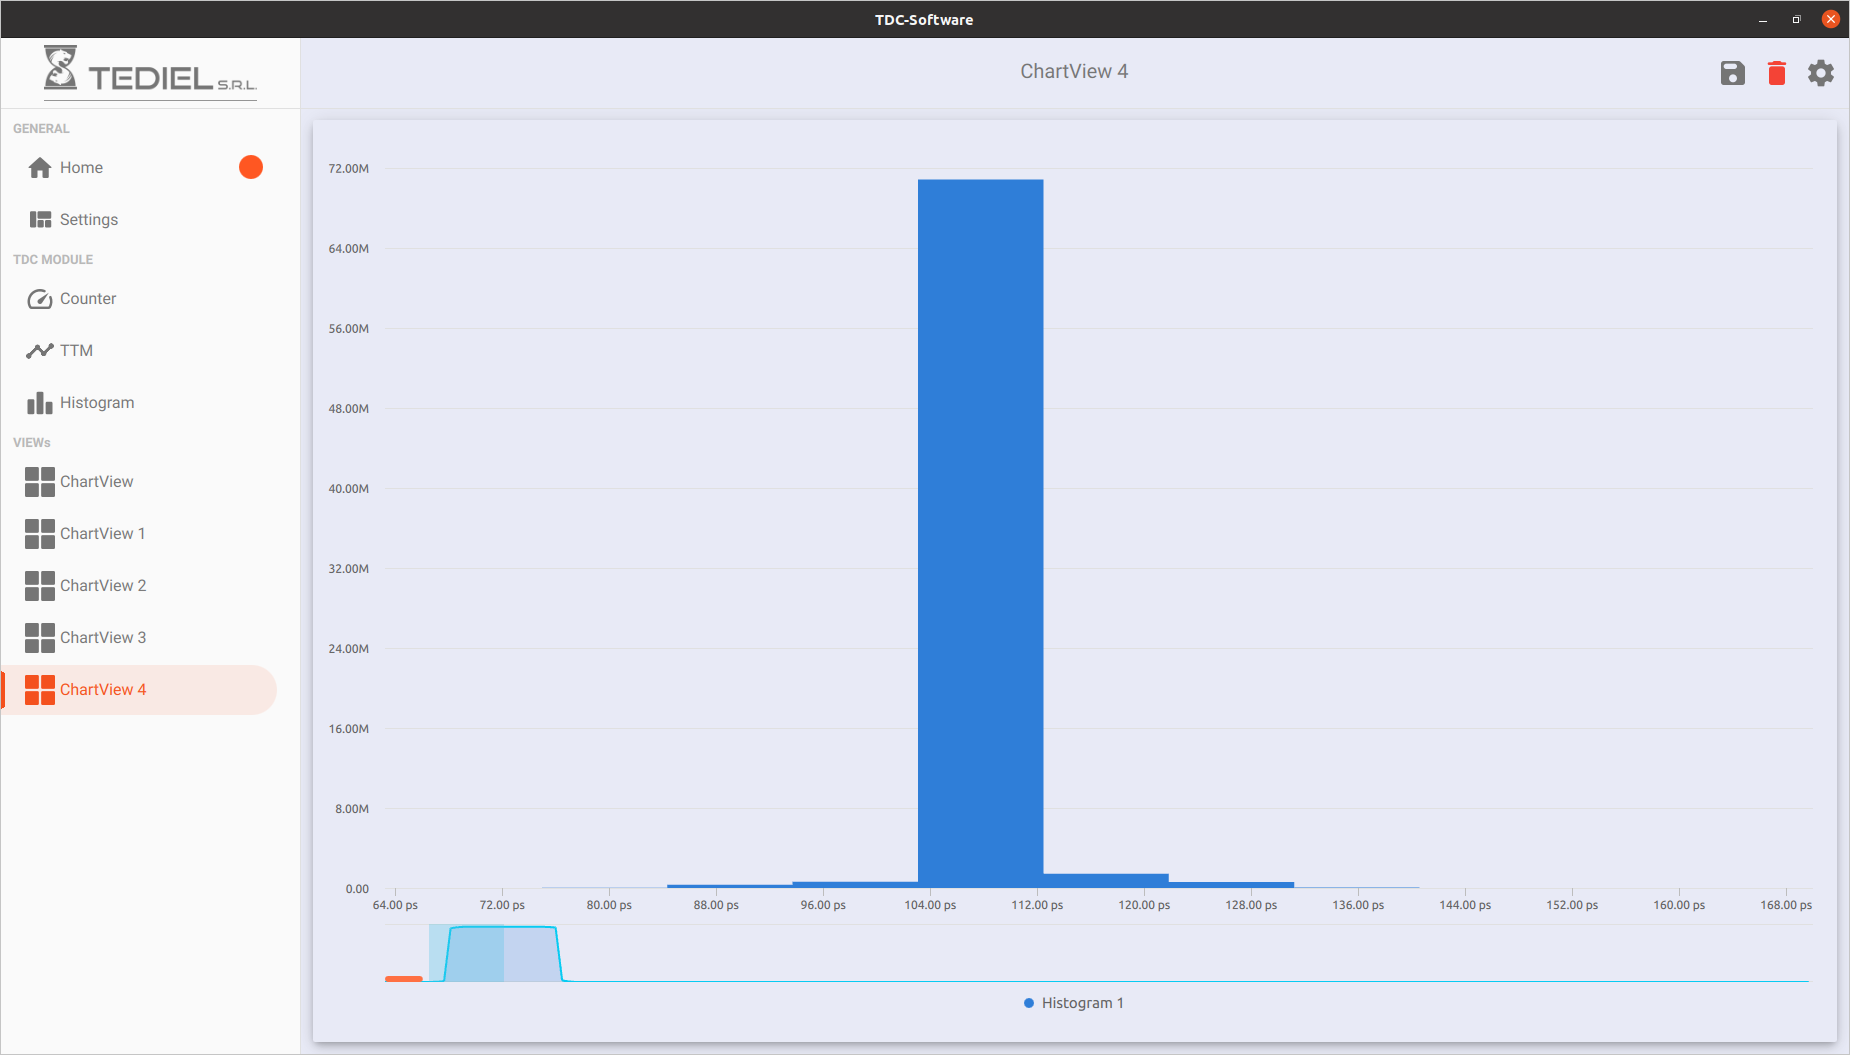 TDC-Software
TEDIEL S.R.L.
ChartView 4
GENERAL
Home
Settings
TDC MODULE
Counter
TTM
Histogram
VIEWs
ChartView
ChartView 1
ChartView 2
ChartView 3
ChartView 4
72.00M
64.00M
56.00M
48.00M
40.00M
32.00M
24.00M
16.00M
8.00M
0.00
64.00 ps 72.00 ps 80.00 ps 88.00 ps 96.00 ps 104.00 ps 112.00 ps 120.00 ps 128.00 ps 136.00 ps 144.00 ps 152.00 ps 160.00 ps 168.00 ps
Histogram 1